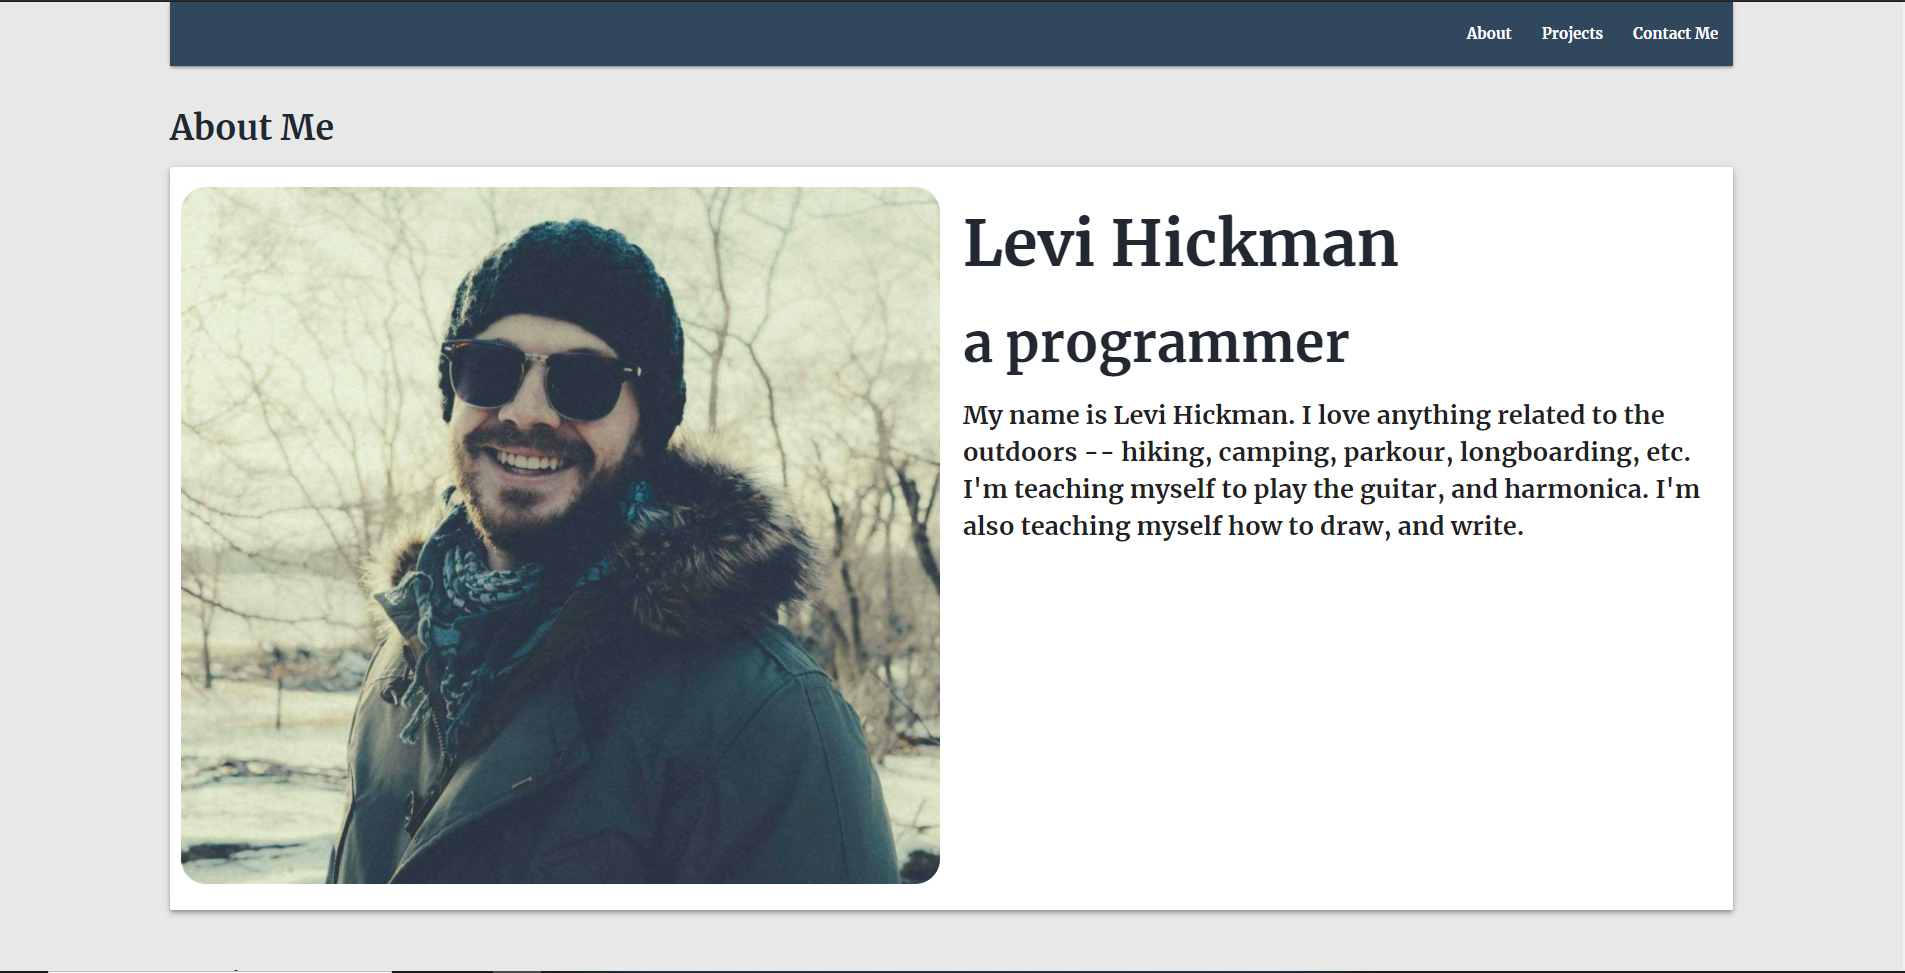 About Projects Contact Me
About Me
Levi Hickman
a programmer
My name is Levi Hickman. I love anything related to the
outdoors -- hiking, camping, parkour, longboarding, etc.
I'm teaching myself to play the guitar, and harmonica. I'm
also teaching myself how to draw, and write.